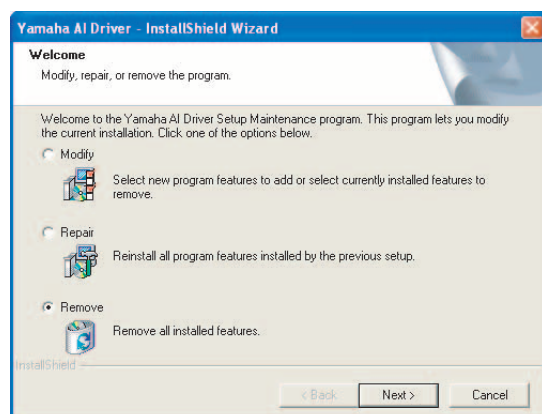 Yamaha AI Driver - InstallShield Wizard
Welcome
Modify, repair, or remove the program.
Welcome to the Yamaha AI Driver Setup Maintenance program. This program lets you modify
the current installation. Click one of the options below.
Modify
Select new program features to add or select currently installed features to
remove.
Repair
Reinstall all program features installed by the previous setup.
Remove
Remove all installed features.
InstallShield
< Back
Next >
Cancel